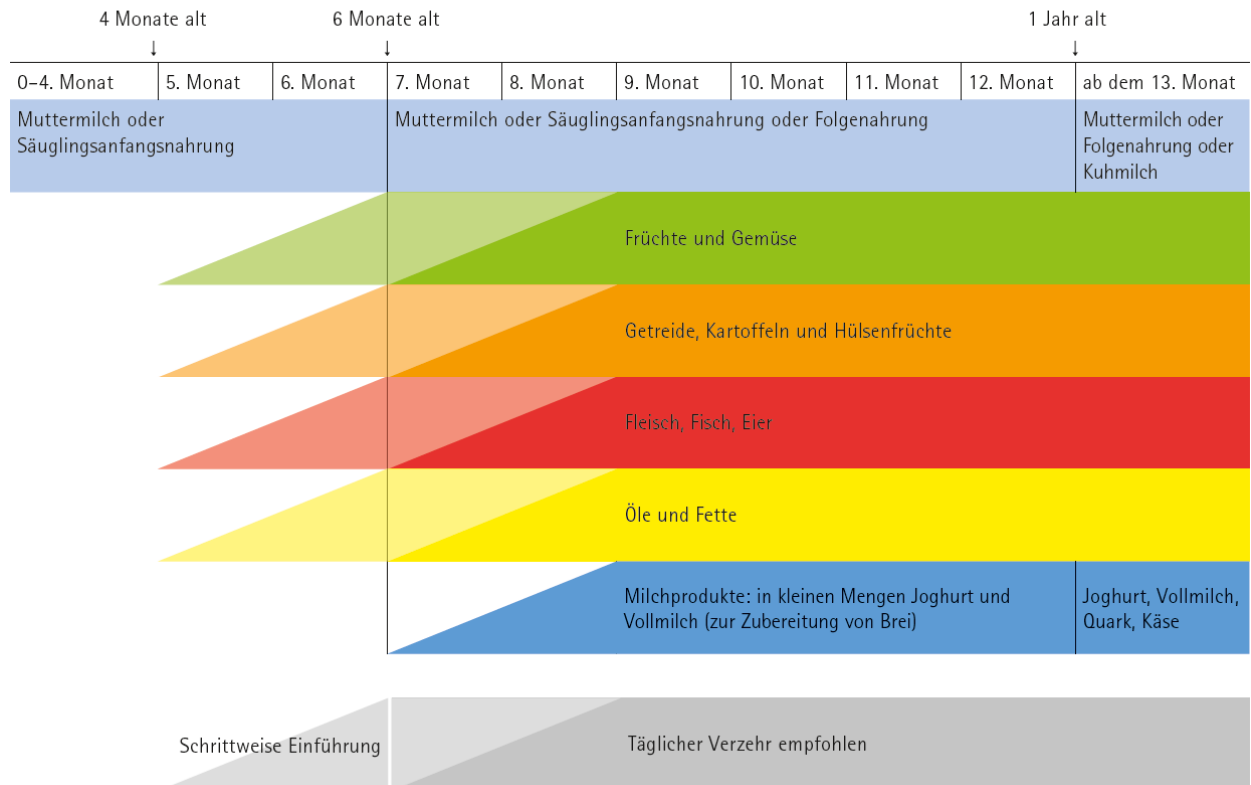 4 Monate alt
6 Monate alt
1 Jahr alt
0–4. Monat
5. Monat
6. Monat
7. Monat
8. Monat
9. Monat
10. Monat
11. Monat
12. Monat
ab dem 13. Monat
Muttermilch oder
Säuglingsanfangsnahrung
Muttermilch oder Säuglingsanfangsnahrung oder Folgenahrung
Muttermilch oder
Folgenahrung oder
Kuhmilch
Früchte und Gemüse
Getreide, Kartoffeln und Hülsenfrüchte
Fleisch, Fisch, Eier
Öle und Fette
Milchprodukte: in kleinen Mengen Joghurt und
Vollmilch (zur Zubereitung von Brei)
Joghurt, Vollmilch,
Quark, Käse
Schrittweise Einführung
Täglicher Verzehr empfohlen